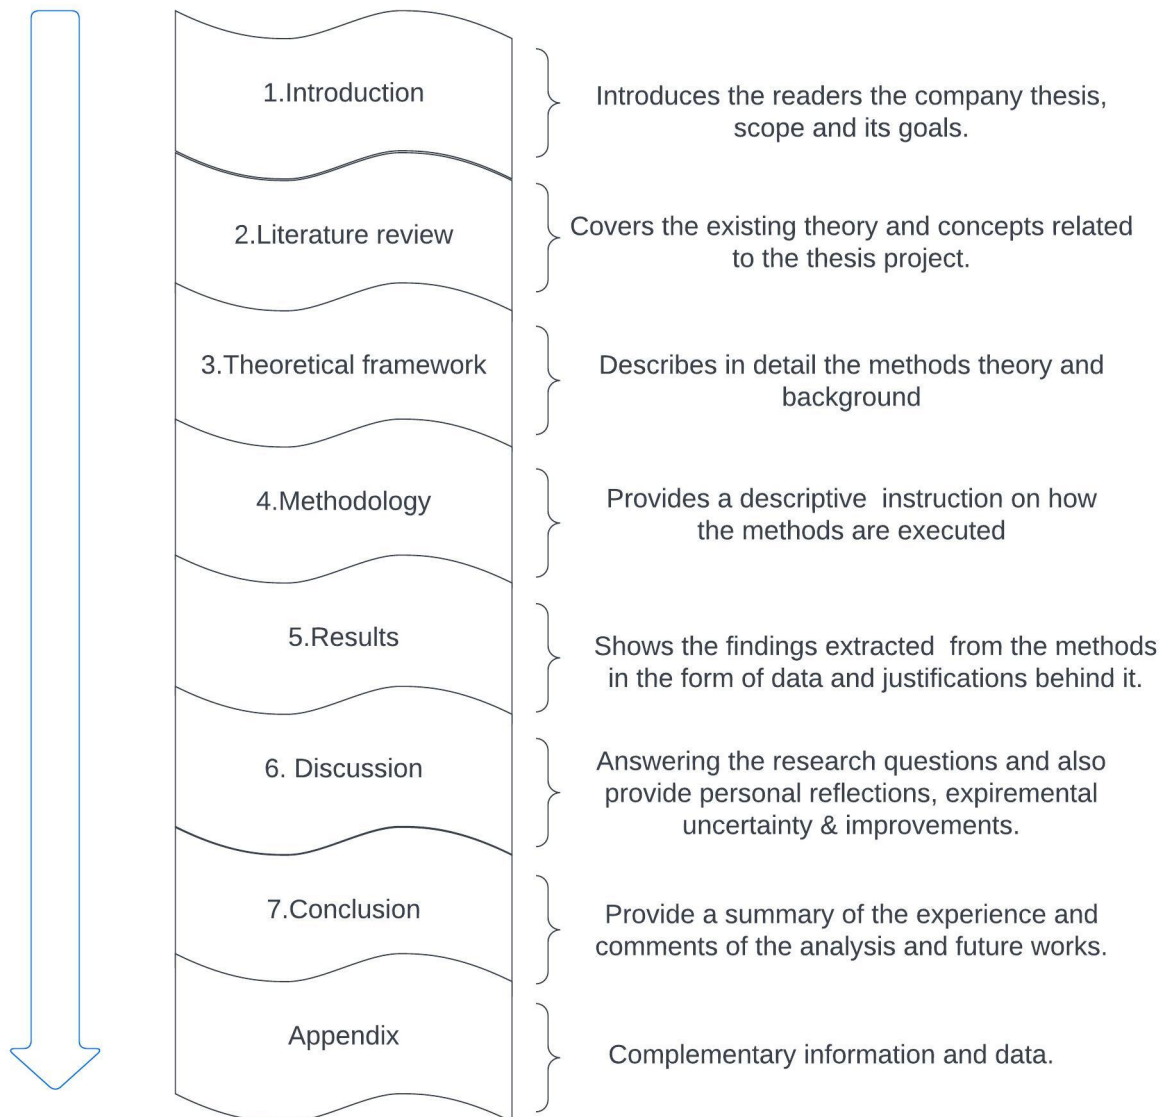 1.Introduction
Introduces the readers the company thesis,
scope and its goals.
2.Literature review
Covers the existing theory and concepts related
to the thesis project.
3.Theoretical framework
Describes in detail the methods theory and
background
4.Methodology
Provides a descriptive  instruction on how
the methods are executed
5.Results
Shows the findings extracted  from the methods
in the form of data and justifications behind it.
6. Discussion
Answering the research questions and also
provide personal reflections, expiremental
uncertainty & improvements.
7.Conclusion
Provide a summary of the experience and
comments of the analysis and future works.
Appendix
Complementary information and data.